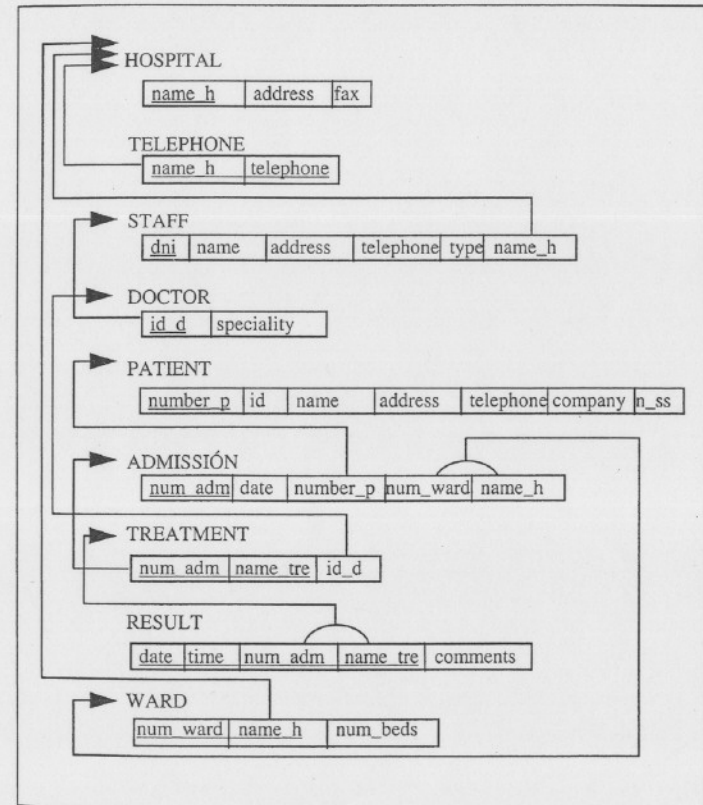 HOSPITAL
name_h address fax
TELEPHONE
name_h telephone
STAFF
dni name address telephone type name_h
DOCTOR
id_d speciality
PATIENT
number_p id name address telephone company n_ss
ADMISSIÓN
num_adm date number_p num_ward name_h
TREATMENT
num_adm name_tre id_d
RESULT
date time num_adm name_tre comments
WARD
num_ward name_h num_beds